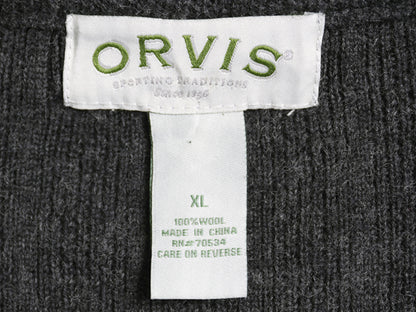 ORVIS®
SPORTING TRADITIONS
Since 1856
XL
100% WOOL
MADE IN CHINA
RN# 70534
CARE ON REVERSE